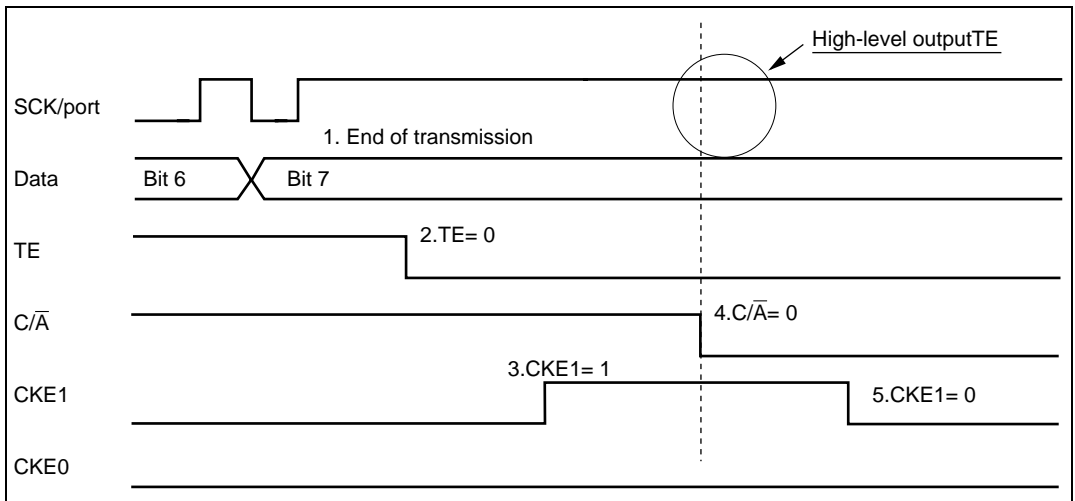 High-level outputTE
SCK/port
1. End of transmission
Data
Bit 6
Bit 7
TE
2.TE= 0
C/A̅
4.C/A̅= 0
3.CKE1= 1
CKE1
5.CKE1= 0
CKE0